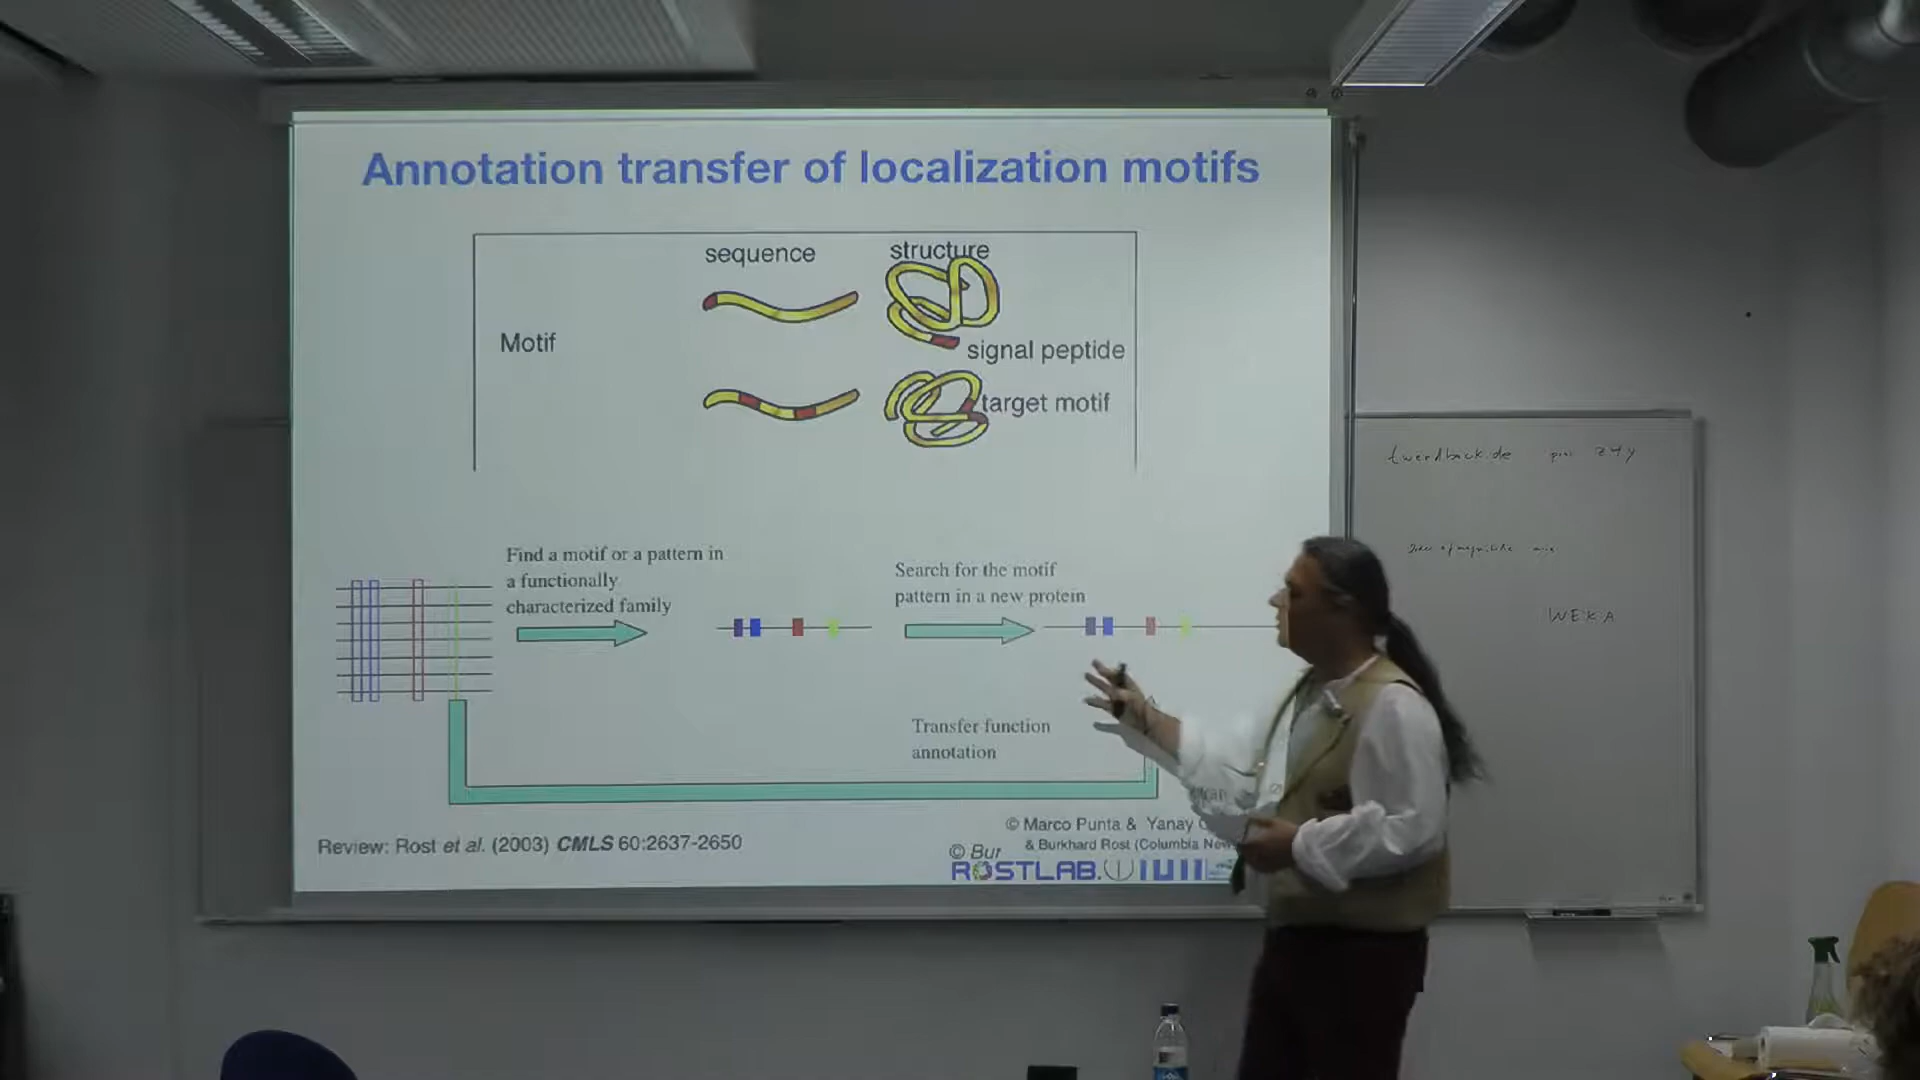 Annotation transfer of localization motifs
sequence
structure
Motif
signal peptide
target motif
Find a motif or a pattern in
a functionally
characterized family
Search for the motif
pattern in a new protein
Transfer function
annotation
Review: Rost et al. (2003) CMLS 60:2637-2650
© Marco Punta & Yanay
& Burkhard Rost (Columbia New
© Bur
ROSTLAB.
WEKA